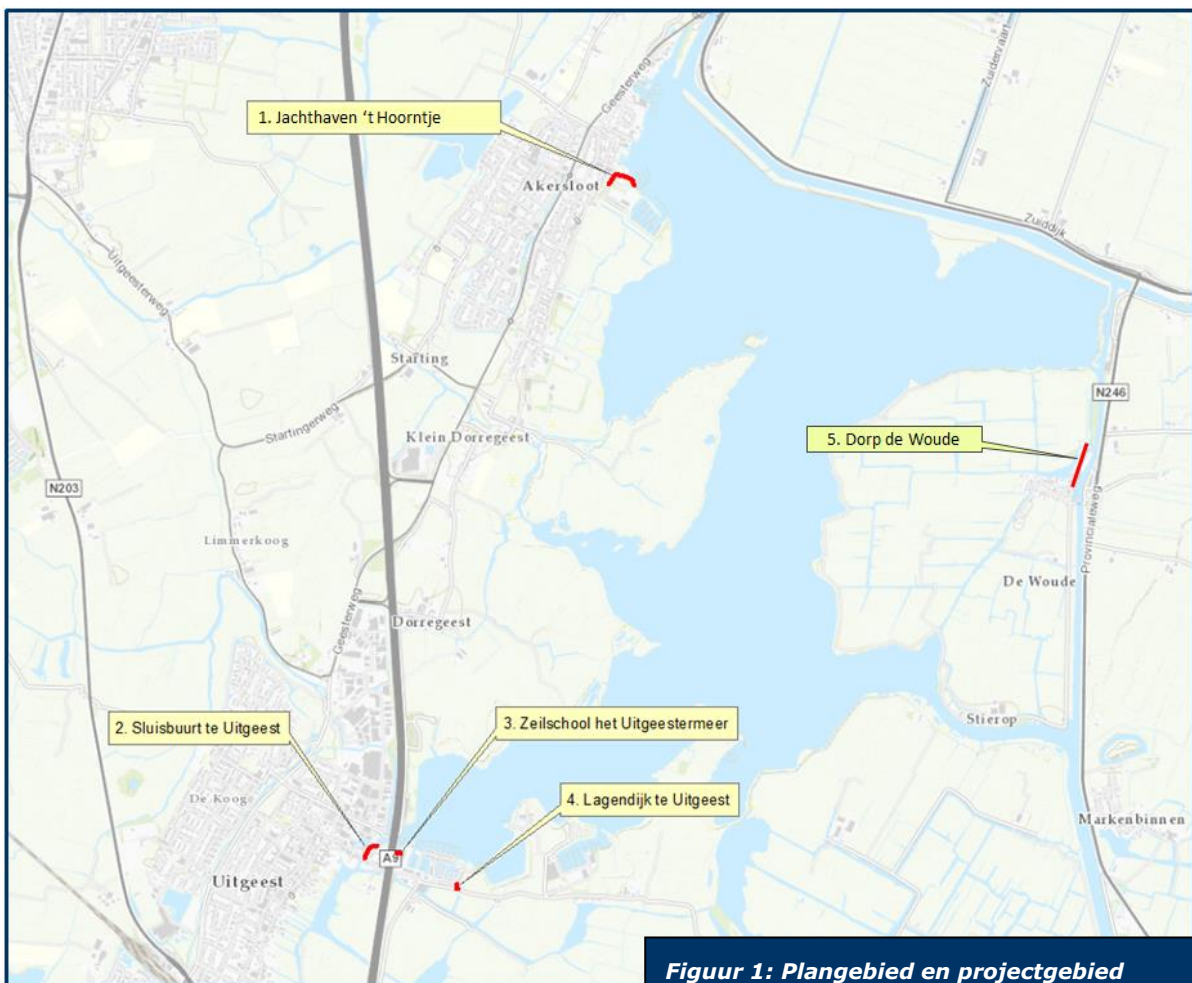 Geesterweg
Zuidervaart
1. Jachthaven ‘t Hoorntje
Akersloot
Zuiddijk
Uitgeesterweg
Starting
N246
Startingerweg
Klein Dorregeest
5. Dorp de Woude
N203
Provincialeweg
Limmerkoog
De Woude
Geesterweg
Dorregeest
2. Sluisbuurt te Uitgeest
3. Zeilschool het Uitgeestermeer
Stierop
4. Lagendijk te Uitgeest
De Koog
Markenbinnen
A9
Uitgeest
Figuur 1: Plangebied en projectgebied